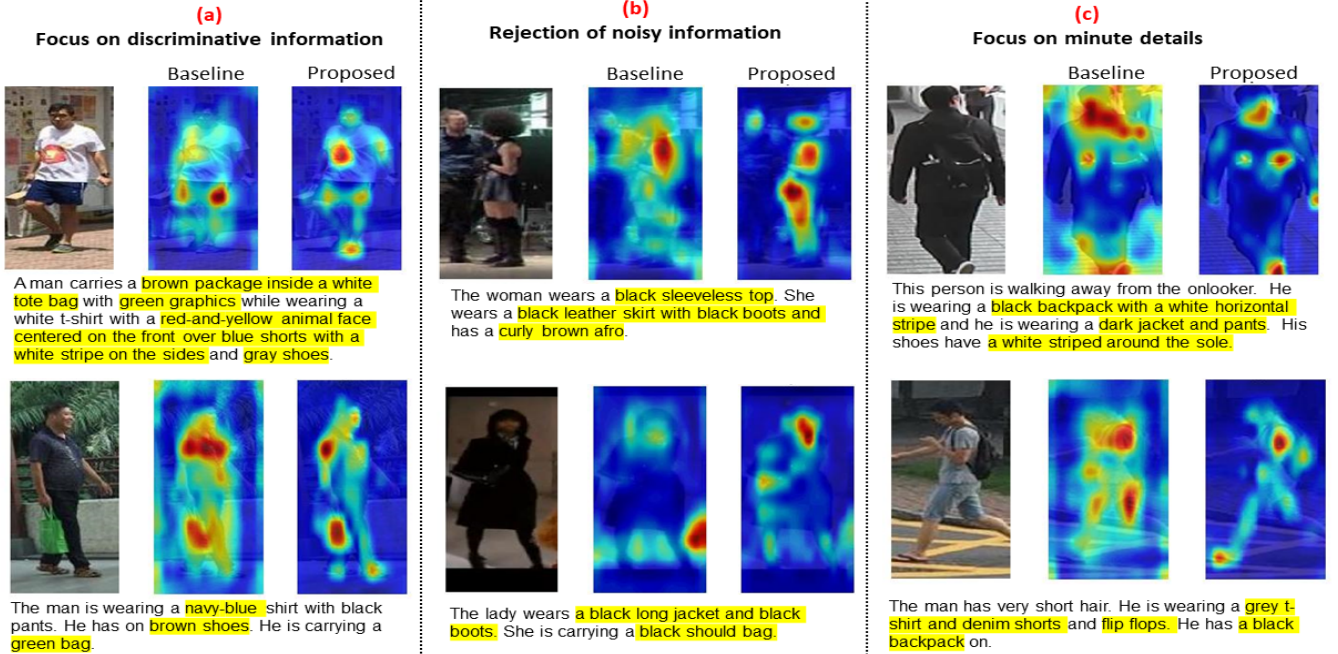 (a)
Focus on discriminative information
Baseline Proposed
A man carries a brown package inside a white
tote bag with green graphics while wearing a
white t-shirt with a red-and-yellow animal face
centered on the front over blue shorts with a
white stripe on the sides and gray shoes.
The man is wearing a navy-blue shirt with black
pants. He has on brown shoes. He is carrying a
green bag.
(b)
Rejection of noisy information
Baseline Proposed
The woman wears a black sleeveless top. She
wears a black leather skirt with black boots and
has a curly brown afro.
The lady wears a black long jacket and black
boots. She is carrying a black should bag.
(c)
Focus on minute details
Baseline Proposed
This person is walking away from the onlooker. He
is wearing a black backpack with a white horizontal
stripe and he is wearing a dark jacket and pants. His
shoes have a white striped around the sole.
The man has very short hair. He is wearing a grey t-
shirt and denim shorts and flip flops. He has a black
backpack on.